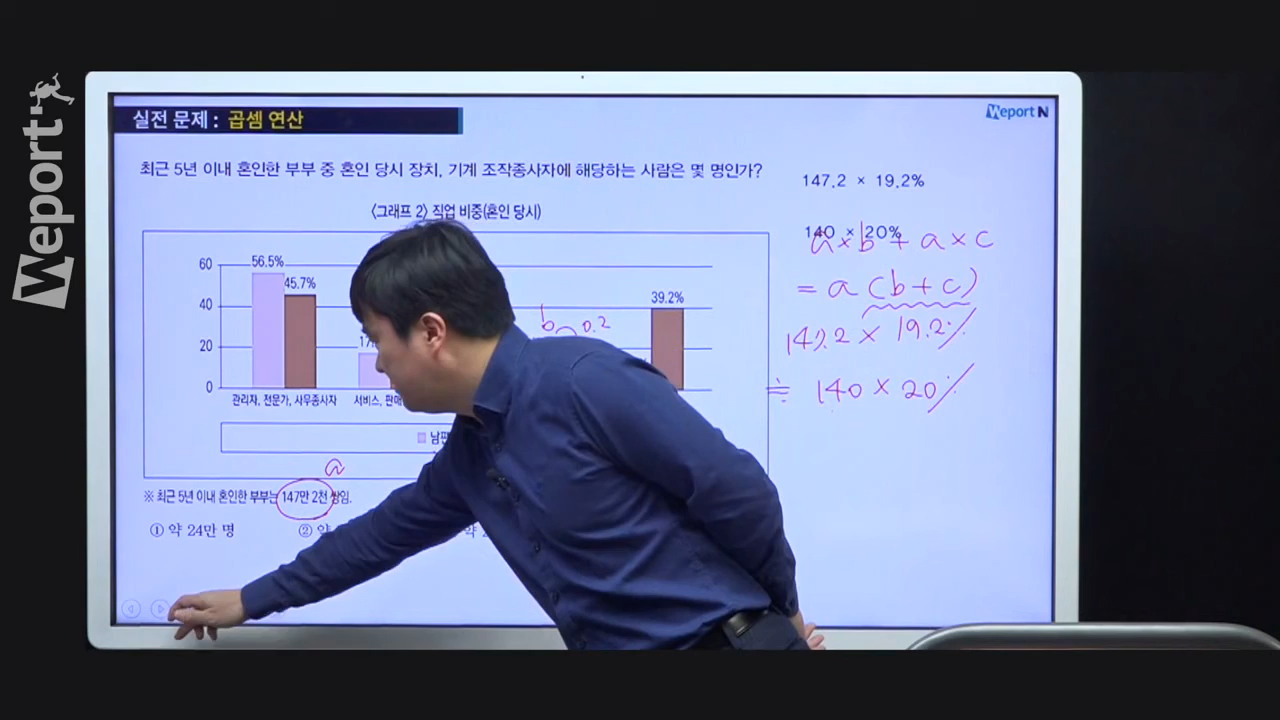 Weport
Weport N
실전 문제 : 곱셈 연산
최근 5년 이내 혼인한 부부 중 혼인 당시 장치, 기계 조작종사자에 해당하는 사람은 몇 명인가?
147.2 × 19.2%
〈그래프 2〉 직업 비중(혼인 당시)
140 × 20%
a×b + a×c
= a (b+c)
147.2 × 19.2%
≒ 140 × 20%
60
40
20
0
56.5%
45.7%
39.2%
b
0.2
관리자, 전문가, 사무종사자
서비스, 판매
남편
a
※ 최근 5년 이내 혼인한 부부는 147만 2천 쌍임.
① 약 24만 명
② 약
약